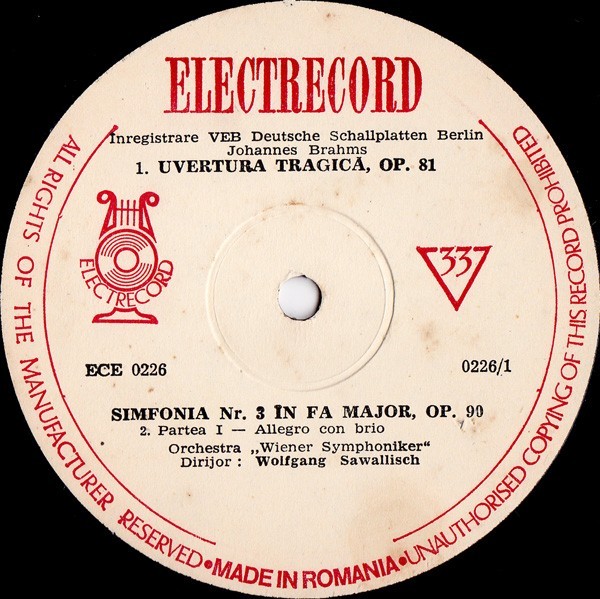 ELECTRECORD
Inregistrare VEB Deutsche Schallplatten Berlin
Johannes Brahms
1. UVERTURA TRAGICĂ, OP. 81
ELECTRECORD
33
ECE 0226
0226/1
SIMFONIA Nr. 3 ÎN FA MAJOR, OP. 90
2. Partea I — Allegro con brio
Orchestra „Wiener Symphoniker“
Dirijor : Wolfgang Sawallisch
ALL RIGHTS OF THE MANUFACTURER RESERVED • MADE IN ROMANIA • UNAUTHORISED COPYING OF THIS RECORD PROHIBITED